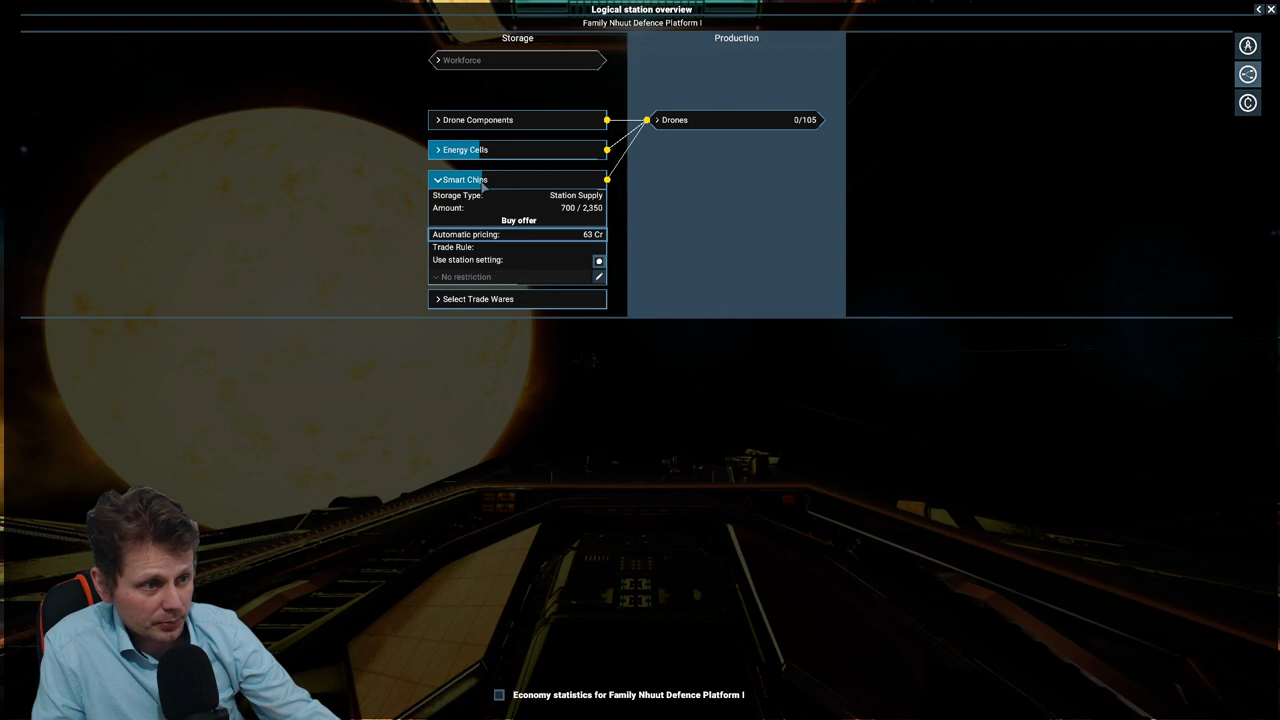 Logical station overview
Family Nhuut Defence Platform I
Storage
Production
Workforce
Drone Components
Drones 0/105
Energy Cells
Smart Chips
Storage Type: Station Supply
Amount: 700 / 2,350
Buy offer
Automatic pricing: 63 Cr
Trade Rule:
Use station setting:
No restriction
Select Trade Wares
Economy statistics for Family Nhuut Defence Platform I